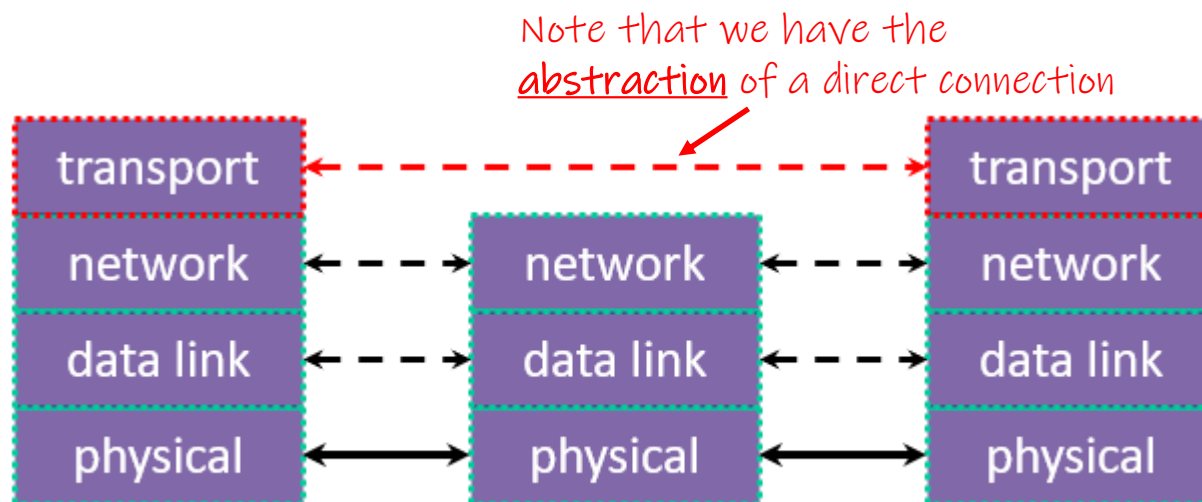 Note that we have the
abstraction of a direct connection
transport transport
network network network
data link data link data link
physical physical physical